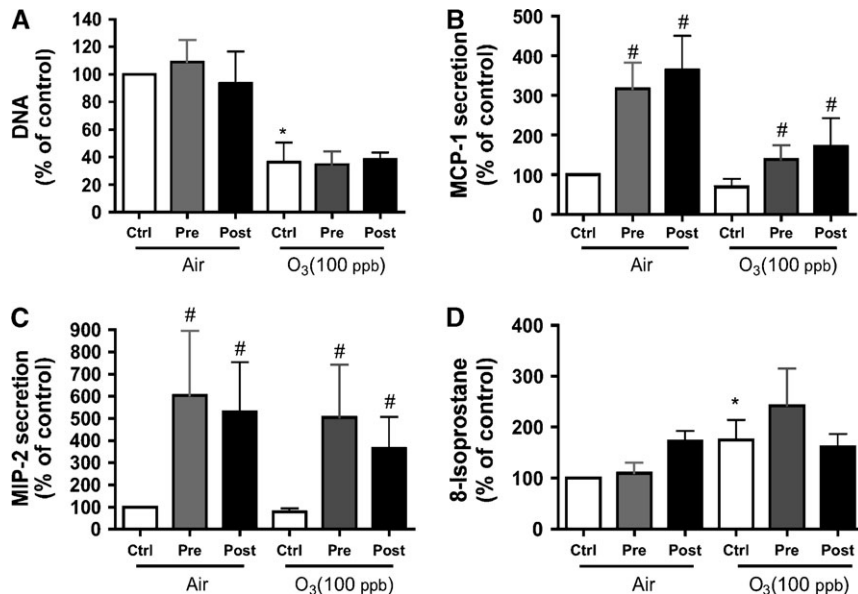 A
DNA
(% of control)
140
120
100
80
60
40
20
0
*
Ctrl Pre Post Ctrl Pre Post
Air O3(100 ppb)
B
MCP-1 secretion
(% of control)
500
400
300
200
100
0
# # # #
Ctrl Pre Post Ctrl Pre Post
Air O3(100 ppb)
C
MIP-2 secretion
(% of control)
900
800
700
600
500
400
300
200
100
0
# # # #
Ctrl Pre Post Ctrl Pre Post
Air O3(100 ppb)
D
8-Isoprostane
(% of control)
400
300
200
100
0
*
Ctrl Pre Post Ctrl Pre Post
Air O3(100 ppb)